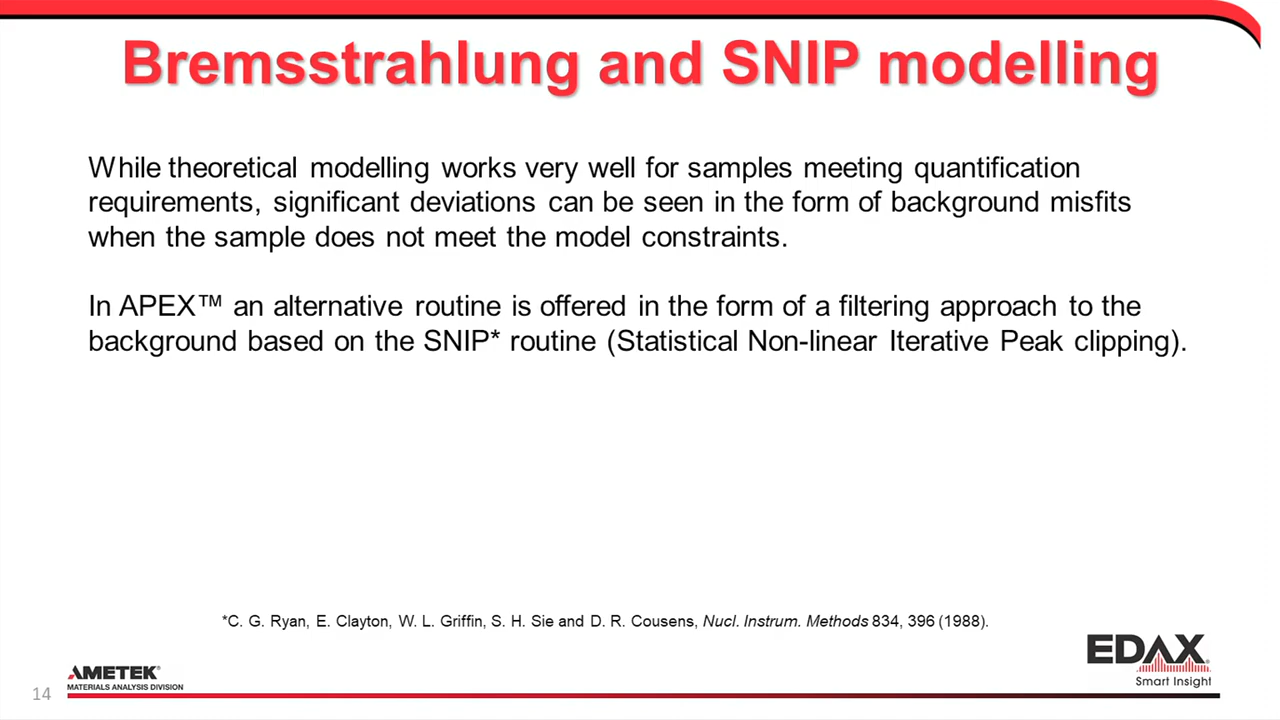 Bremsstrahlung and SNIP modelling
While theoretical modelling works very well for samples meeting quantification
requirements, significant deviations can be seen in the form of background misfits
when the sample does not meet the model constraints.
In APEX™ an alternative routine is offered in the form of a filtering approach to the
background based on the SNIP* routine (Statistical Non-linear Iterative Peak clipping).
*C. G. Ryan, E. Clayton, W. L. Griffin, S. H. Sie and D. R. Cousens, Nucl. Instrum. Methods 834, 396 (1988).
EDAX®
Smart Insight
AMETEK®
MATERIALS ANALYSIS DIVISION
14